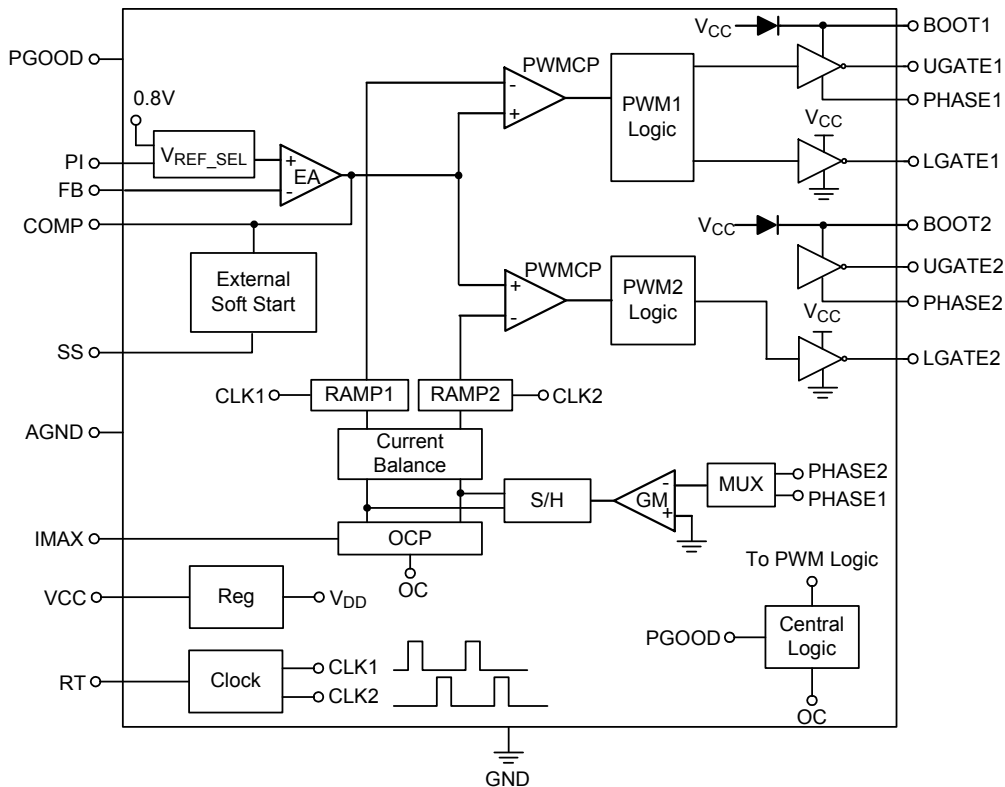 PGOOD
0.8V
PI
FB
COMP
SS
AGND
IMAX
VCC
RT
VREF_SEL
+
-
EA
External
Soft Start
PWMCP
-
+
PWM1
Logic
VCC
BOOT1
UGATE1
PHASE1
VCC
LGATE1
PWMCP
+
-
PWM2
Logic
VCC
BOOT2
UGATE2
PHASE2
VCC
LGATE2
CLK1
RAMP1
RAMP2
CLK2
Current
Balance
S/H
GM
-
+
MUX
PHASE2
PHASE1
OCP
OC
Reg
VDD
Clock
CLK1
CLK2
To PWM Logic
PGOOD
Central
Logic
OC
GND